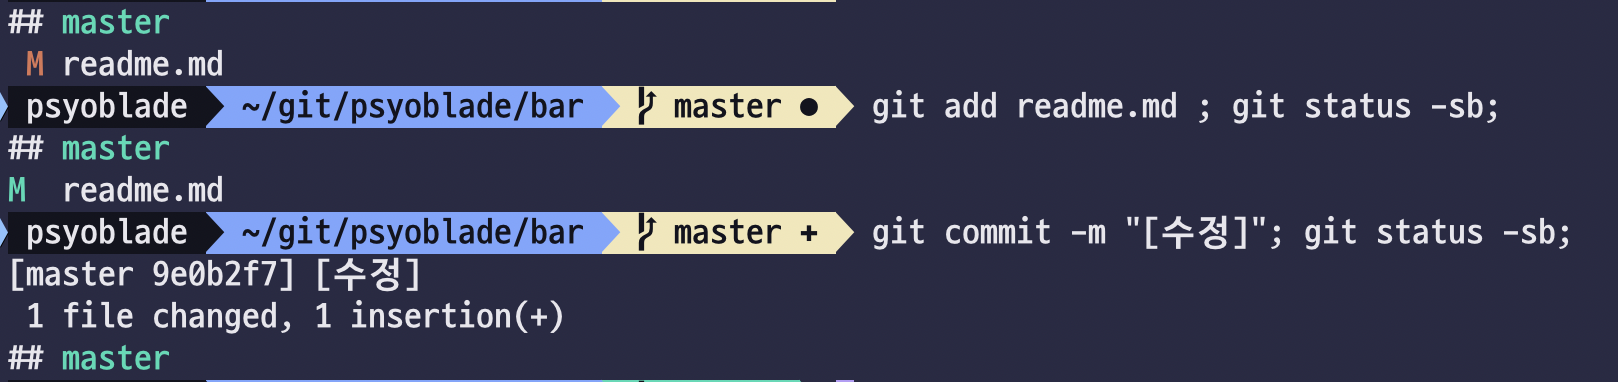 ## master
 M readme.md
psyoblade ~/git/psyoblade/bar master ● git add readme.md ; git status -sb;
## master
M  readme.md
psyoblade ~/git/psyoblade/bar master + git commit -m "[수정]"; git status -sb;
[master 9e0b2f7] [수정]
 1 file changed, 1 insertion(+)
## master